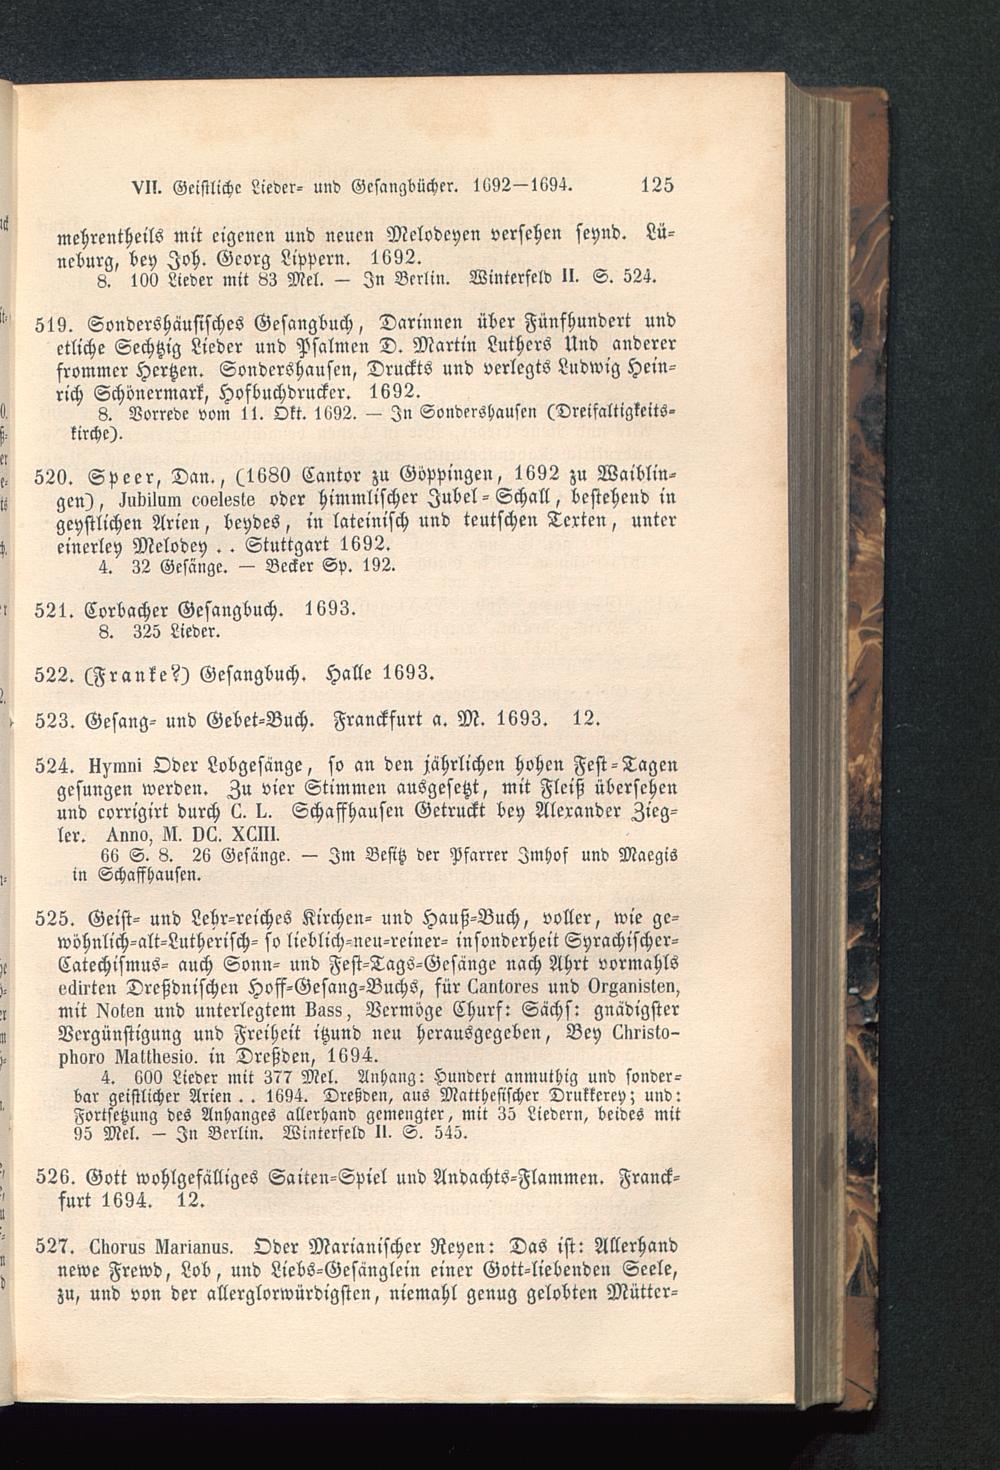 VII. Geistliche Lieder- und Gesangbücher. 1692—1694. 125
mehrentheils mit eigenen und neuen Melodeyen versehen seynd. Lü-
neburg, bey Joh. Georg Lippern. 1692.
8. 100 Lieder mit 83 Mel. — In Berlin. Winterfeld II. S. 524.
519. Sondershäusisches Gesangbuch, Darinnen über Fünfhundert und
etliche Sechtzig Lieder und Psalmen D. Martin Luthers Und anderer
frommer Hertzen. Sondershausen, Druckts und verlegts Ludwig Hein-
rich Schönermark, Hofbuchdrucker. 1692.
8. Vorrede vom 11. Okt. 1692. — In Sondershausen (Dreifaltigkeits-
kirche).
520. Speer, Dan., (1680 Cantor zu Göppingen, 1692 zu Waiblin-
gen), Jubilum coeleste oder himmlischer Jubel-Schall, bestehend in
geystlichen Arien, beydes, in lateinisch und teutschen Texten, unter
einerley Melodey . . Stuttgart 1692.
4. 32 Gesänge. — Becker Sp. 192.
521. Corbacher Gesangbuch. 1693.
8. 325 Lieder.
522. (Franke?) Gesangbuch. Halle 1693.
523. Gesang- und Gebet-Buch. Franckfurt a. M. 1693. 12.
524. Hymni Oder Lobgesänge, so an den jährlichen hohen Fest-Tagen
gesungen werden. Zu vier Stimmen ausgesetzt, mit Fleiß übersehen
und corrigirt durch C. L. Schaffhausen Getruckt bey Alexander Zieg-
ler. Anno, M. DC. XCIII.
66 S. 8. 26 Gesänge. — Im Besitz der Pfarrer Imhof und Maegis
in Schaffhausen.
525. Geist- und Lehr-reiches Kirchen- und Hauß-Buch, voller, wie ge-
wöhnlich-alt-Lutherisch- so lieblich-neu-reiner- insonderheit Syrachischer-
Catechismus- auch Sonn- und Fest-Tags-Gesänge nach Ahrt vormahls
edirten Dreßdnischen Hoff-Gesang-Buchs, für Cantores und Organisten,
mit Noten und unterlegtem Bass, Vermöge Churf: Sächs: gnädigster
Vergünstigung und Freiheit itzund neu herausgegeben, Bey Christo-
phoro Matthesio. in Dreßden, 1694.
4. 600 Lieder mit 377 Mel. Anhang: Hundert anmuthig und sonder-
bar geistlicher Arien . . 1694. Dreßden, aus Matthesischer Drukkerey; und:
Fortsetzung des Anhanges allerhand gemengter, mit 35 Liedern, beides mit
95 Mel. — In Berlin. Winterfeld II. S. 545.
526. Gott wohlgefälliges Saiten-Spiel und Andachts-Flammen. Franck-
furt 1694. 12.
527. Chorus Marianus. Oder Marianischer Reyen: Das ist: Allerhand
newe Frewd, Lob, und Liebs-Gesänglein einer Gott-liebenden Seele,
zu, und von der allerglorwürdigsten, niemahl genug gelobten Mütter-